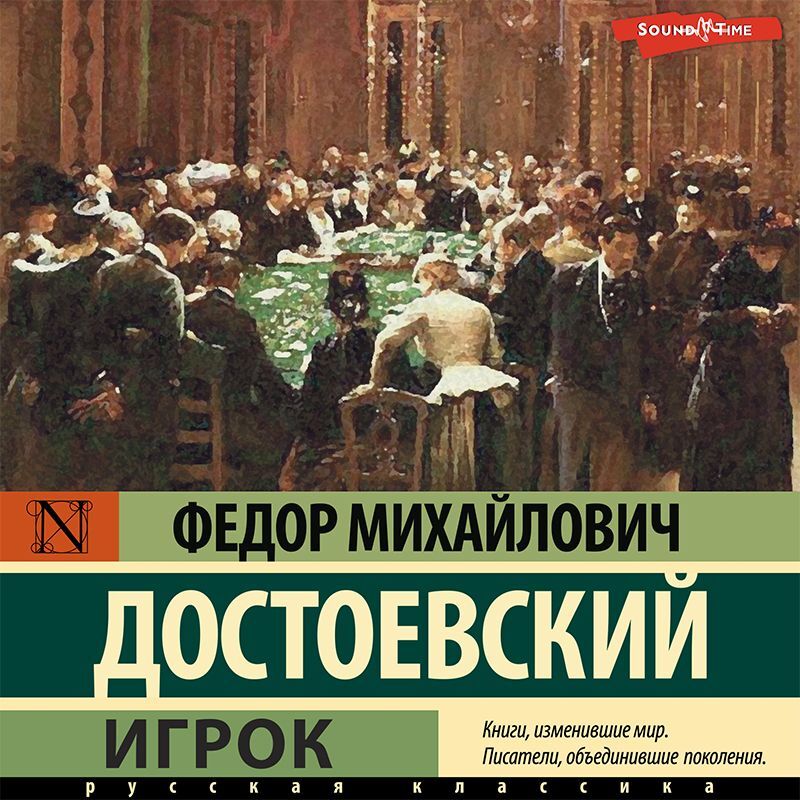 SOUND TIME
N
ФЕДОР МИХАЙЛОВИЧ
ДОСТОЕВСКИЙ
ИГРОК
Книги, изменившие мир.
Писатели, объединившие поколения.
русская классика